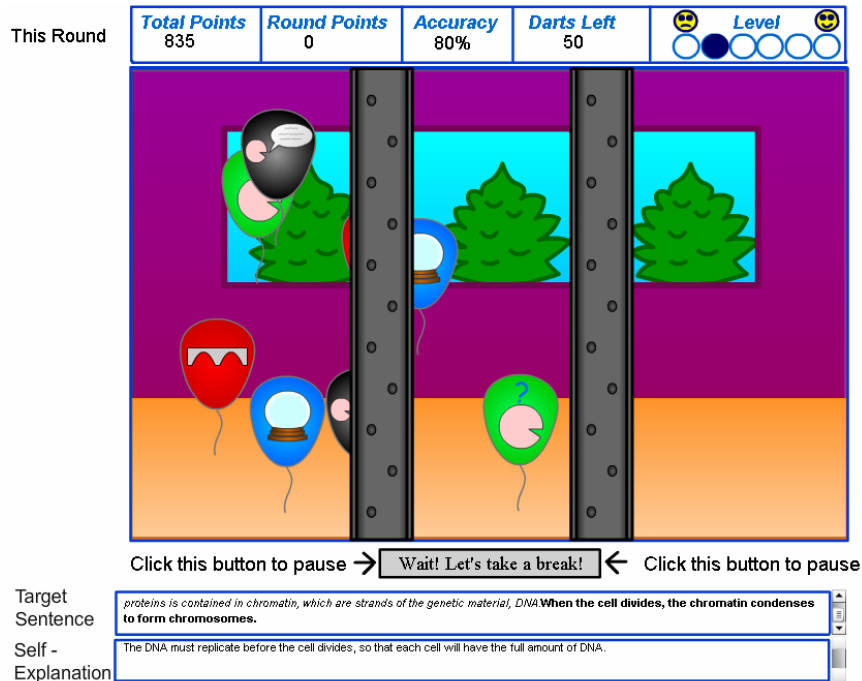 This Round
Total Points
835
Round Points
0
Accuracy
80%
Darts Left
50
Level
?
Click this button to pause → Wait! Let's take a break! ← Click this button to pause
Target
Sentence
proteins is contained in chromatin, which are strands of the genetic material, DNA.When the cell divides, the chromatin condenses
to form chromosomes.
Self -
Explanation
The DNA must replicate before the cell divides, so that each cell will have the full amount of DNA.